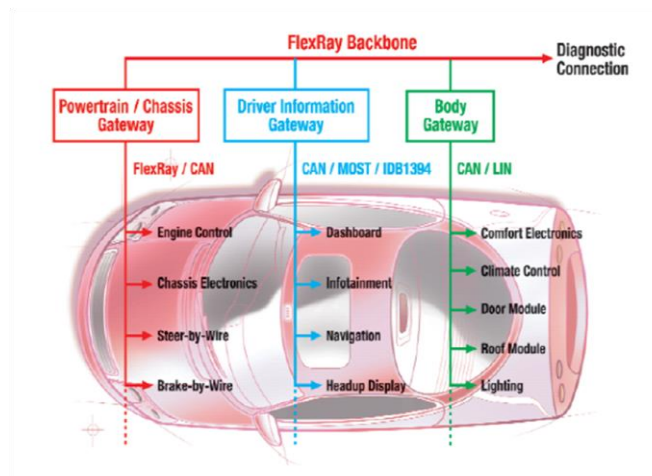 FlexRay Backbone
Diagnostic
Connection
Powertrain / Chassis
Gateway
Driver Information
Gateway
Body
Gateway
FlexRay / CAN
CAN / MOST / IDB1394
CAN / LIN
Engine Control
Chassis Electronics
Steer-by-Wire
Brake-by-Wire
Dashboard
Infotainment
Navigation
Headup Display
Comfort Electronics
Climate Control
Door Module
Roof Module
Lighting